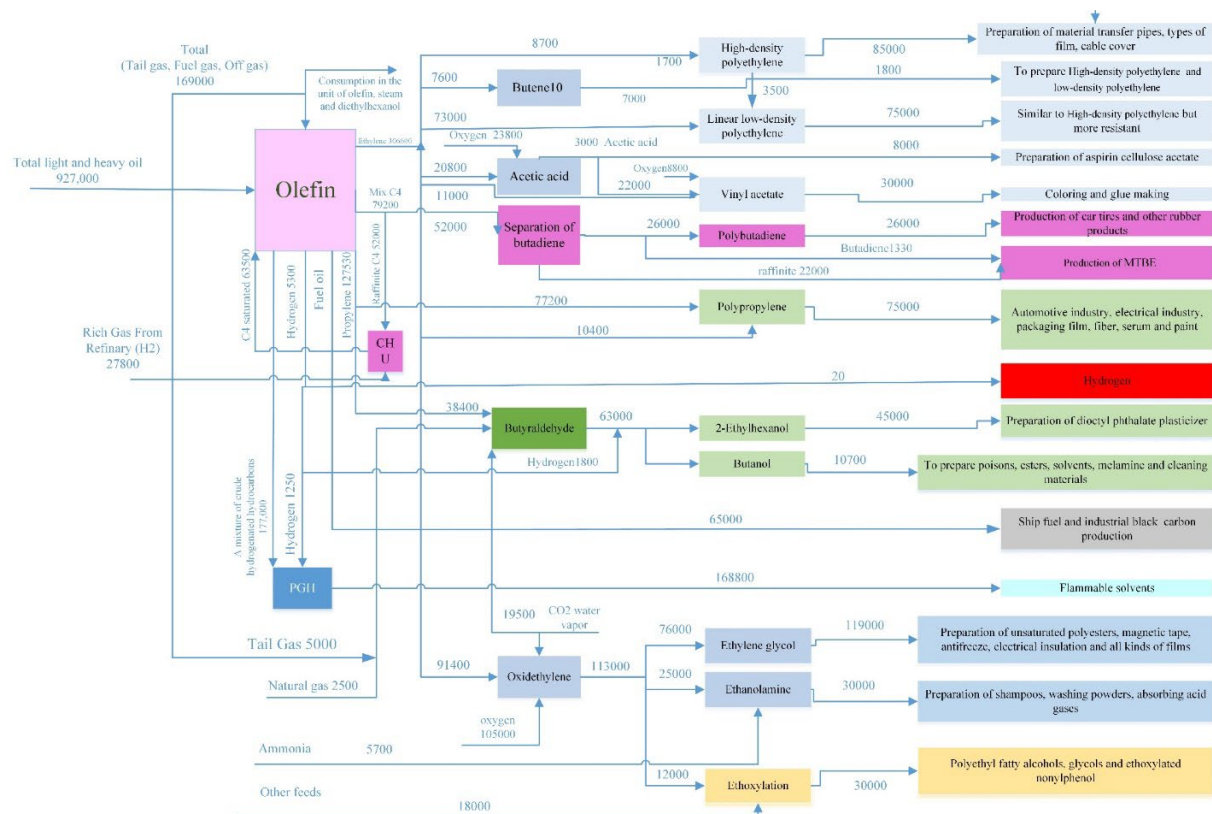 Total
(Tail gas, Fuel gas, Off gas)
169000
Consumption in the
unit of olefin, steam
and diethylhexanol
8700
1700
High-density
polyethylene
85000
Preparation of material transfer pipes, types of
film, cable cover
7600
Butene10
7000
3500
1800
To prepare High-density polyethylene and
low-density polyethylene
73000
Linear low-density
polyethylene
75000
Similar to High-density polyethylene but
more resistant
Ethylene 306600
Oxygen 23800
3000 Acetic acid
8000
Preparation of aspirin cellulose acetate
Total light and heavy oil
927,000
Olefin
20800
Acetic acid
Oxygen8800
22000
11000
Vinyl acetate
30000
Coloring and glue making
Mix C4
79200
52000
Separation of
butadiene
26000
Polybutadiene
26000
Production of car tires and other rubber
products
Butadiene1330
raffinite 22000
Production of MTBE
C4 saturated 63500
Hydrogen 5300
Fuel oil
Propylene 127530
Raffinite C4 52000
77200
Polypropylene
75000
Automotive industry, electrical industry,
packaging film, fiber, serum and paint
10400
Rich Gas From
Refinary (H2)
27800
CH
U
20
Hydrogen
38400
Butyraldehyde
63000
2-Ethylhexanol
45000
Preparation of dioctyl phthalate plasticizer
Hydrogen1800
Butanol
10700
To prepare poisons, esters, solvents, melamine and cleaning
materials
A mixture of crude
hydrogenated hydrocarbons
177,000
Hydrogen 1250
65000
Ship fuel and industrial black carbon
production
PGH
168800
Flammable solvents
19500
CO2 water
vapor
Tail Gas 5000
Natural gas 2500
91400
Oxidethylene
113000
76000
Ethylene glycol
119000
Preparation of unsaturated polyesters, magnetic tape,
antifreeze, electrical insulation and all kinds of films
25000
Ethanolamine
30000
Preparation of shampoos, washing powders, absorbing acid
gases
oxygen
105000
Ammonia
5700
12000
Ethoxylation
30000
Polyethyl fatty alcohols, glycols and ethoxylated
nonylphenol
Other feeds
18000